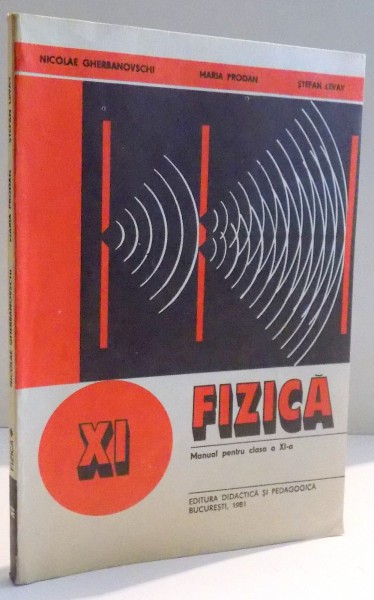 NICOLAE GHERBANOVSCHI
MARIA PRODAN
ȘTEFAN LEVAY
XI
FIZICĂ
Manual pentru clasa a XI-a
EDITURA DIDACTICĂ ȘI PEDAGOGICĂ
BUCUREȘTI, 1981